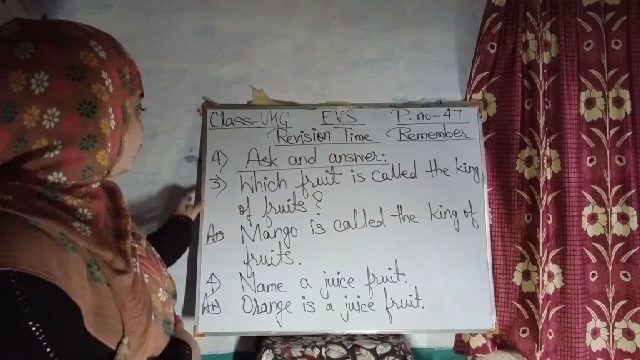 Class-UKG EVS P.no-47
Revision Time Remember
4) Ask and answer:
3) Which fruit is called the king
of fruits?
Ans Mango is called the king of
fruits.
4) Name a juice fruit.
Ans Orange is a juice fruit.